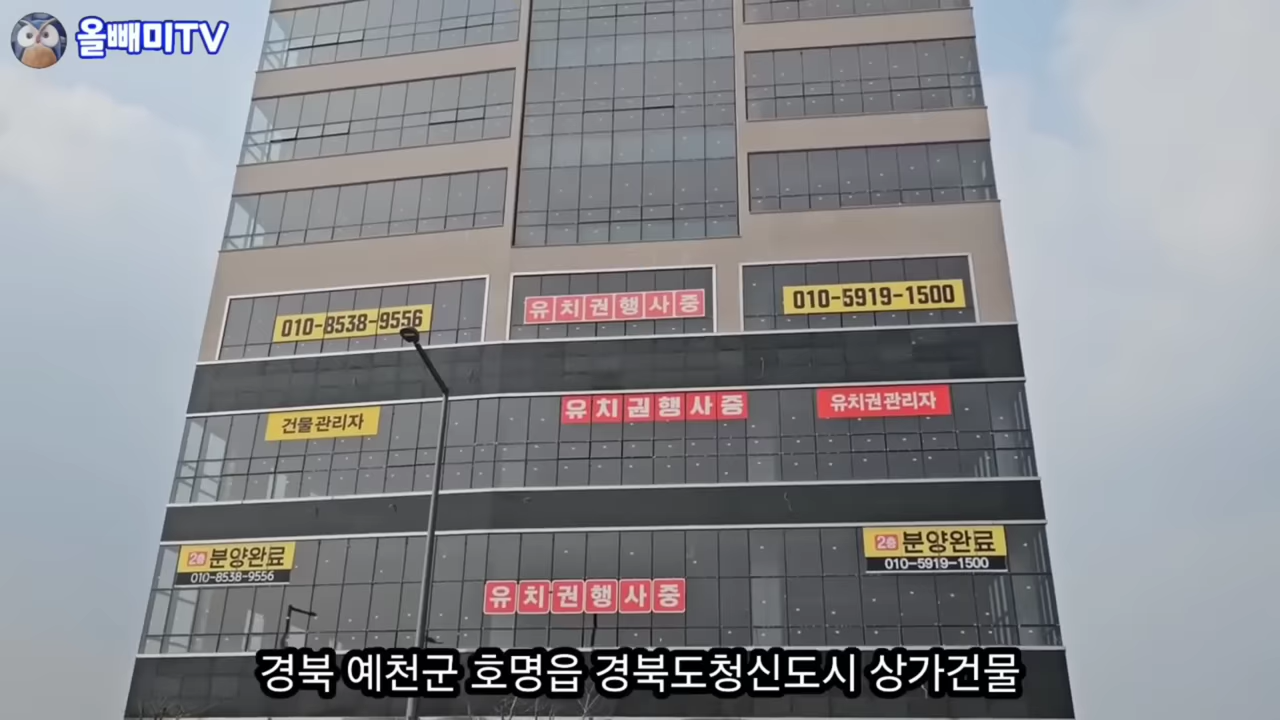 올빼미TV
010-8538-9556
유치권행사중
010-5919-1500
건물관리자
유치권행사중
유치권관리자
2층 분양완료
010-8538-9556
유치권행사중
2층 분양완료
010-5919-1500
경북 예천군 호명읍 경북도청신도시 상가건물